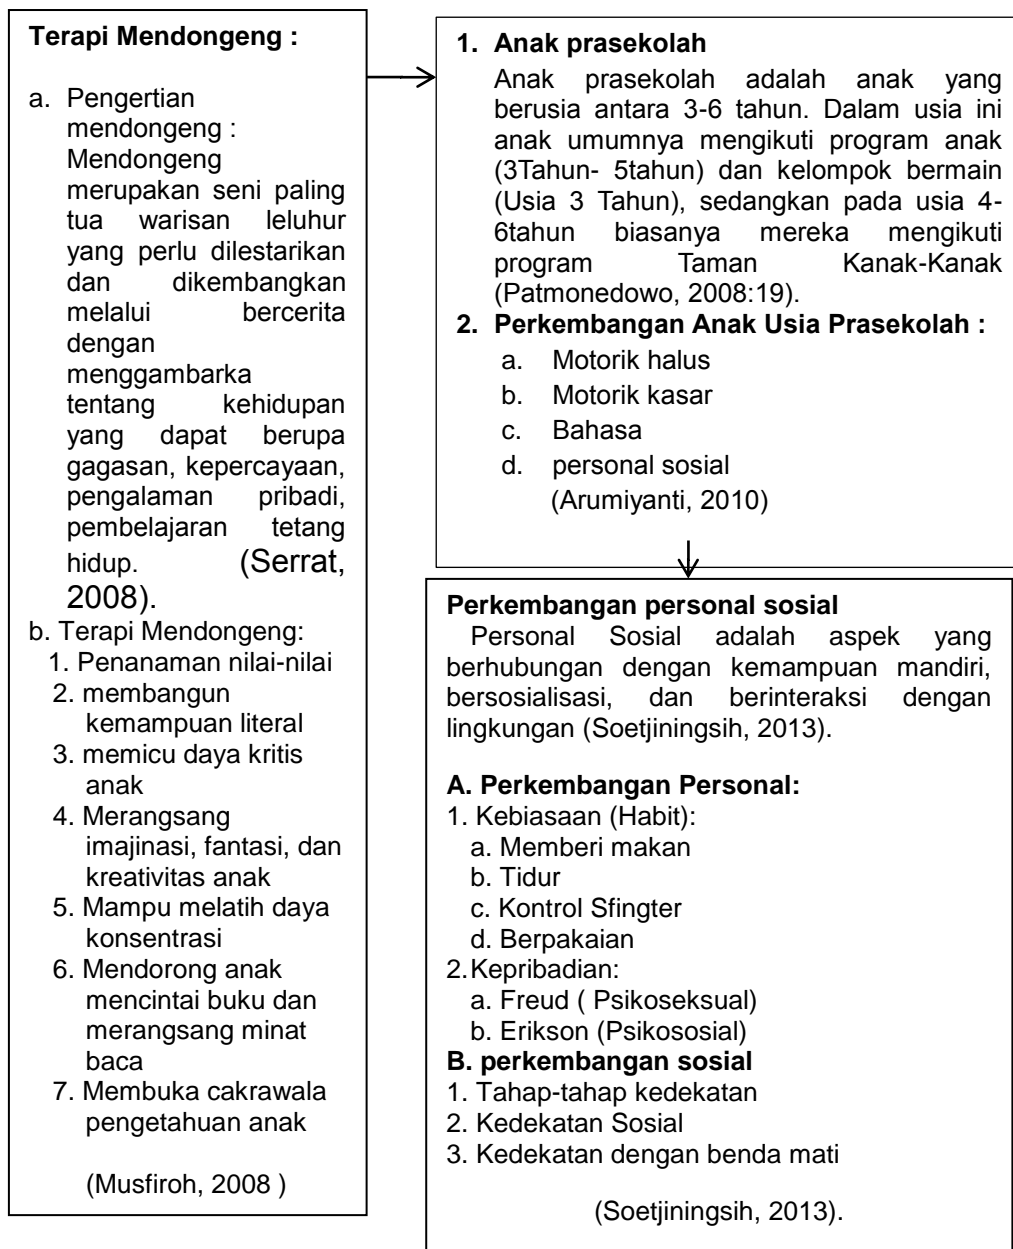 Terapi Mendongeng :
a. Pengertian
mendongeng :
Mendongeng
merupakan seni paling
tua warisan leluhur
yang perlu dilestarikan
dan dikembangkan
melalui bercerita
dengan
menggambarka
tentang kehidupan
yang dapat berupa
gagasan, kepercayaan,
pengalaman pribadi,
pembelajaran tetang
hidup. (Serrat,
2008).
b. Terapi Mendongeng:
1. Penanaman nilai-nilai
2. membangun
kemampuan literal
3. memicu daya kritis
anak
4. Merangsang
imajinasi, fantasi, dan
kreativitas anak
5. Mampu melatih daya
konsentrasi
6. Mendorong anak
mencintai buku dan
merangsang minat
baca
7. Membuka cakrawala
pengetahuan anak
(Musfiroh, 2008 )
1. Anak prasekolah
Anak prasekolah adalah anak yang
berusia antara 3-6 tahun. Dalam usia ini
anak umumnya mengikuti program anak
(3Tahun- 5tahun) dan kelompok bermain
(Usia 3 Tahun), sedangkan pada usia 4-
6tahun biasanya mereka mengikuti
program Taman Kanak-Kanak
(Patmonedowo, 2008:19).
2. Perkembangan Anak Usia Prasekolah :
a. Motorik halus
b. Motorik kasar
c. Bahasa
d. personal sosial
(Arumiyanti, 2010)
Perkembangan personal sosial
Personal Sosial adalah aspek yang
berhubungan dengan kemampuan mandiri,
bersosialisasi, dan berinteraksi dengan
lingkungan (Soetjiningsih, 2013).
A. Perkembangan Personal:
1. Kebiasaan (Habit):
a. Memberi makan
b. Tidur
c. Kontrol Sfingter
d. Berpakaian
2.Kepribadian:
a. Freud ( Psikoseksual)
b. Erikson (Psikososial)
B. perkembangan sosial
1. Tahap-tahap kedekatan
2. Kedekatan Sosial
3. Kedekatan dengan benda mati
(Soetjiningsih, 2013).